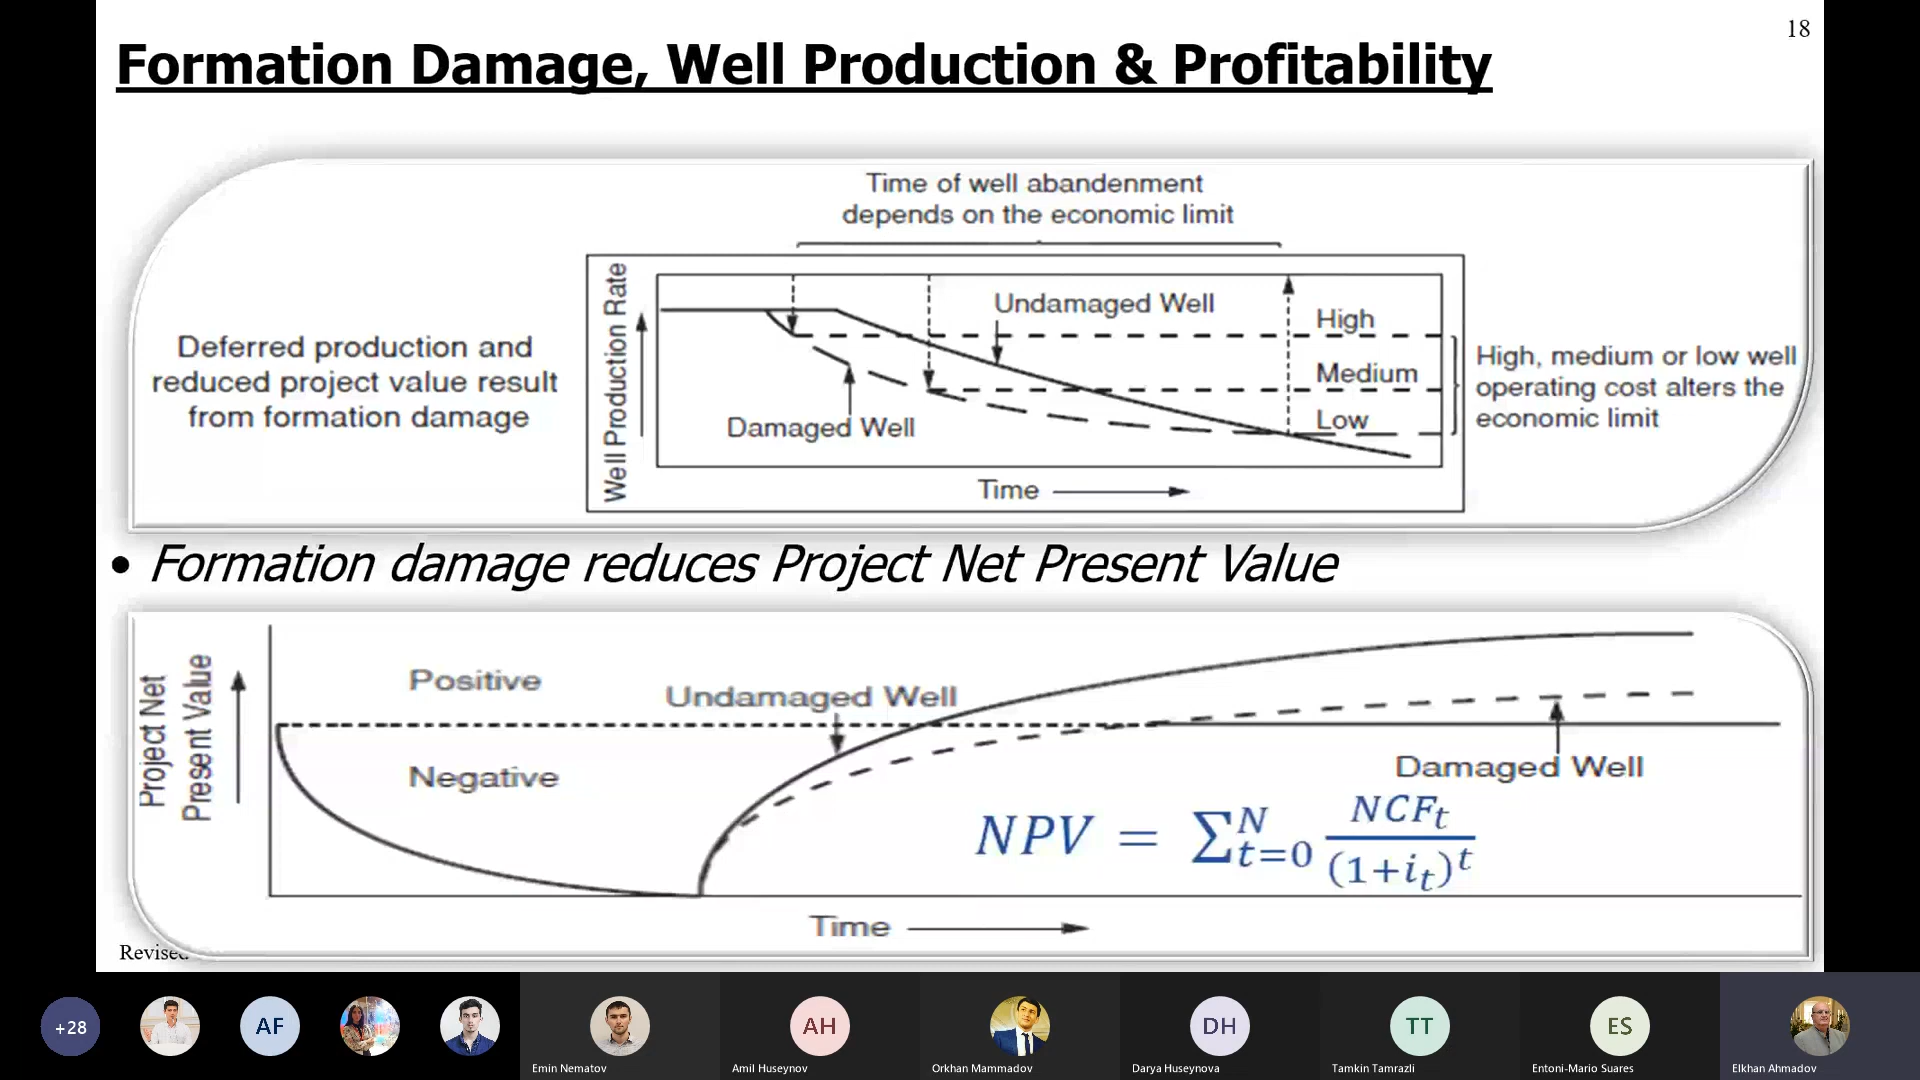 18
Formation Damage, Well Production & Profitability
Time of well abandenment
depends on the economic limit
Deferred production and
reduced project value result
from formation damage
Well Production Rate
Undamaged Well
Damaged Well
High
Medium
Low
Time
High, medium or low well
operating cost alters the
economic limit
• Formation damage reduces Project Net Present Value
Project Net
Present Value
Positive
Negative
Undamaged Well
Damaged Well
NPV = ∑_{t=0}^{N} NCF_t / (1+i_t)^t
Time
Revised
+28
AF
Emin Nematov
AH
Amil Huseynov
Orkhan Mammadov
DH
Darya Huseynova
TT
Tamkin Tamrazli
ES
Entoni-Mario Suares
Elkhan Ahmadov